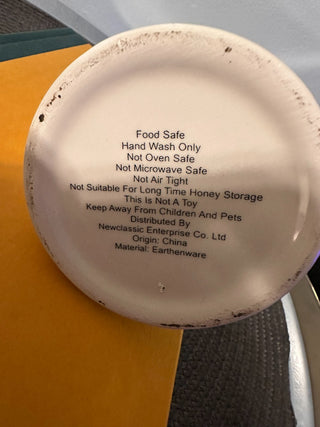 Food Safe
Hand Wash Only
Not Oven Safe
Not Microwave Safe
Not Air Tight
Not Suitable For Long Time Honey Storage
This Is Not A Toy
Keep Away From Children And Pets
Distributed By
Newclassic Enterprise Co. Ltd
Origin: China
Material: Earthenware